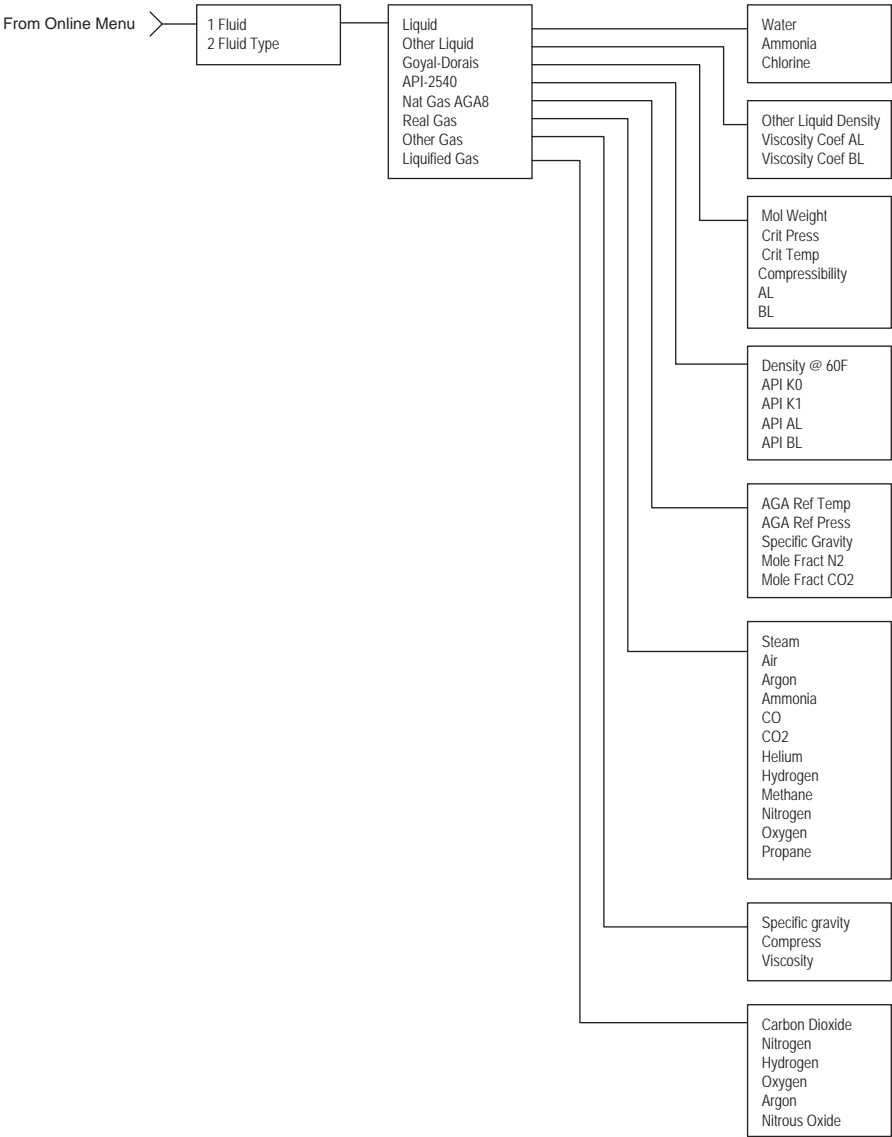 From Online Menu
1 Fluid
2 Fluid Type
Liquid
Other Liquid
Goyal-Dorais
API-2540
Nat Gas AGA8
Real Gas
Other Gas
Liquified Gas
Water
Ammonia
Chlorine
Other Liquid Density
Viscosity Coef AL
Viscosity Coef BL
Mol Weight
Crit Press
Crit Temp
Compressibility
AL
BL
Density @ 60F
API K0
API K1
API AL
API BL
AGA Ref Temp
AGA Ref Press
Specific Gravity
Mole Fract N2
Mole Fract CO2
Steam
Air
Argon
Ammonia
CO
CO2
Helium
Hydrogen
Methane
Nitrogen
Oxygen
Propane
Specific gravity
Compress
Viscosity
Carbon Dioxide
Nitrogen
Hydrogen
Oxygen
Argon
Nitrous Oxide